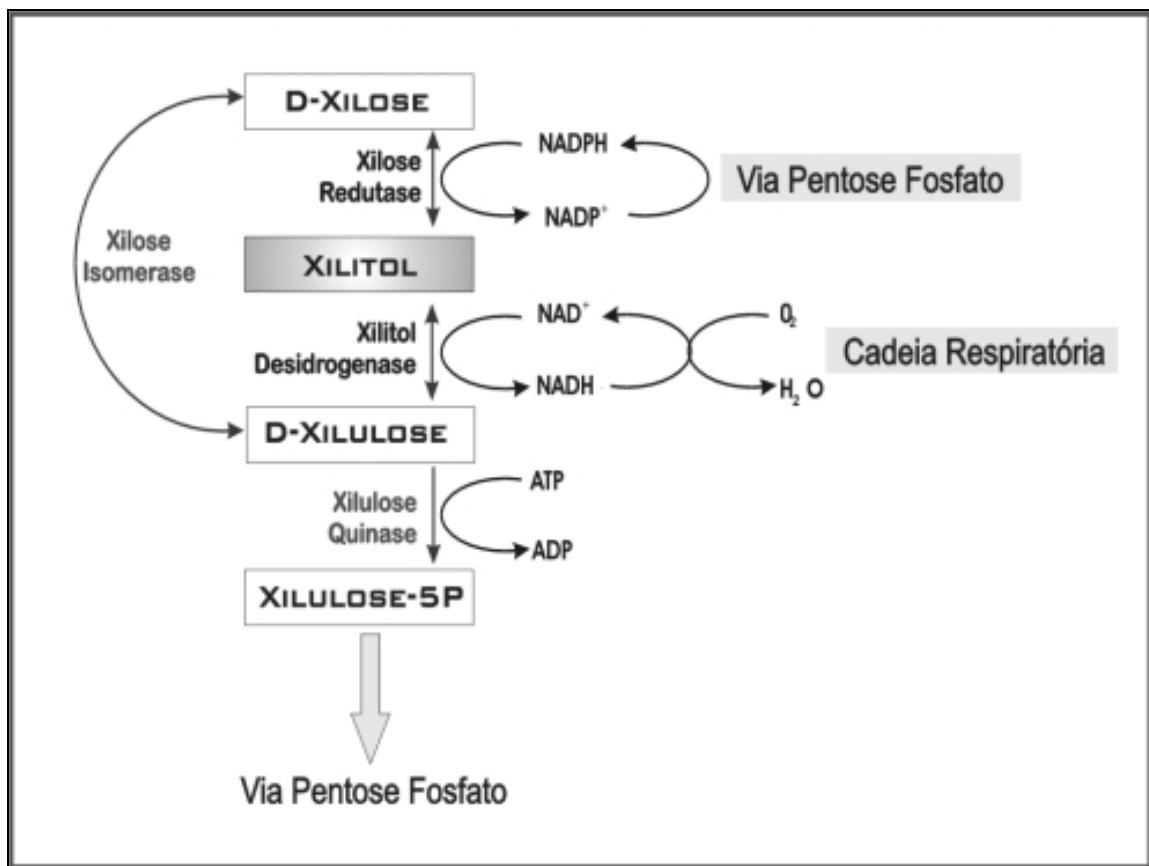 D-XILOSE
Xilose
Redutase
NADPH
NADP+
Via Pentose Fosfato
Xilose
Isomerase
XILITOL
Xilitol
Desidrogenase
NAD+
NADH
O2
H2O
Cadeia Respiratória
D-XILULOSE
Xilulose
Quinase
ATP
ADP
XILULOSE-5P
Via Pentose Fosfato